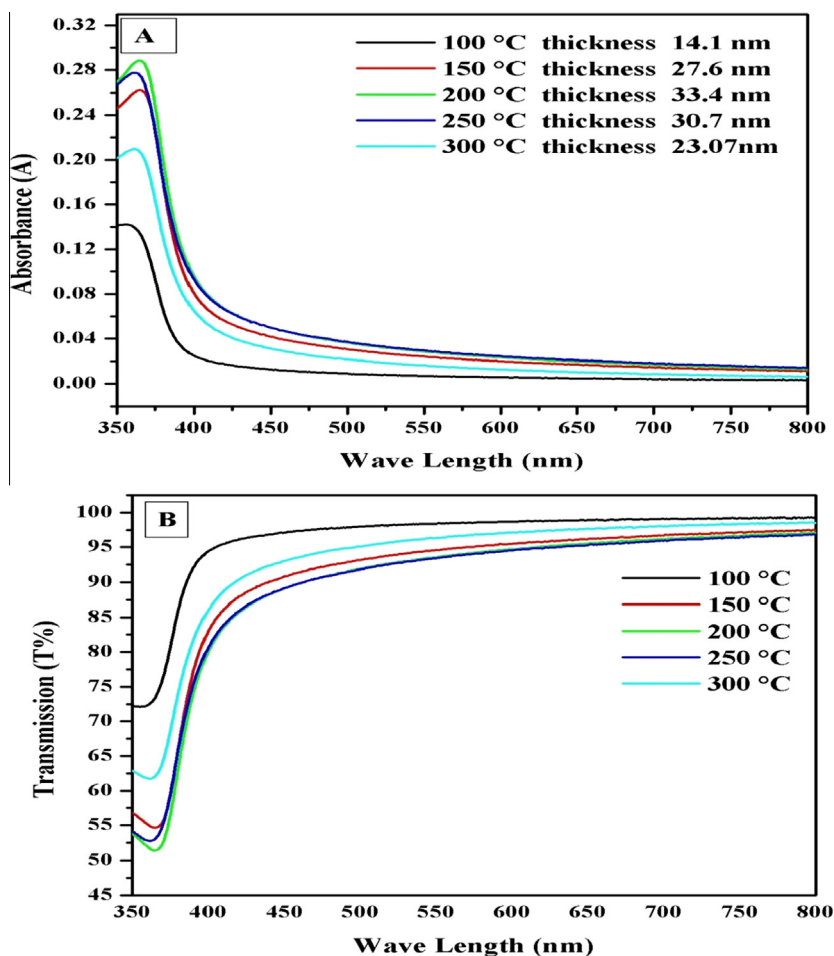 A
100 °C thickness 14.1 nm
150 °C thickness 27.6 nm
200 °C thickness 33.4 nm
250 °C thickness 30.7 nm
300 °C thickness 23.07nm
0.32
0.28
0.24
0.20
0.16
0.12
0.08
0.04
0.00
Absorbance (A)
350 400 450 500 550 600 650 700 750 800
Wave Length (nm)
B
100
95
90
85
80
75
70
65
60
55
50
45
Transmission (T%)
100 °C
150 °C
200 °C
250 °C
300 °C
350 400 450 500 550 600 650 700 750 800
Wave Length (nm)